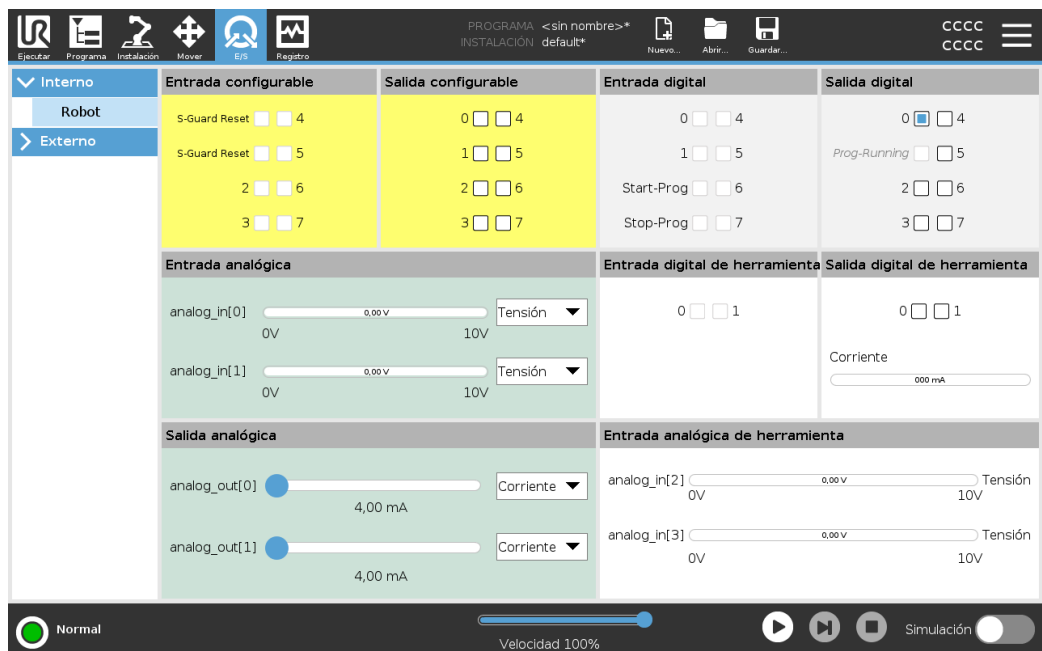 UR
PROGRAMA <sin nombre>*
INSTALACIÓN default*
CCCC
CCCC
Ejecutar Programa Instalación Mover E/S Registro Nuevo... Abrir... Guardar...
Interno
Robot
Externo
Entrada configurable
S-Guard Reset 4
S-Guard Reset 5
2 6
3 7
Salida configurable
0 4
1 5
2 6
3 7
Entrada digital
0 4
1 5
Start-Prog 6
Stop-Prog 7
Salida digital
0 4
Prog-Running 5
2 6
3 7
Entrada analógica
analog_in[0] 0,00 V Tensión
0V 10V
analog_in[1] 0,00 V Tensión
0V 10V
Entrada digital de herramienta
0 1
Salida digital de herramienta
0 1
Corriente
000 mA
Salida analógica
analog_out[0] Corriente
4,00 mA
analog_out[1] Corriente
4,00 mA
Entrada analógica de herramienta
analog_in[2] 0,00 V Tensión
0V 10V
analog_in[3] 0,00 V Tensión
0V 10V
Normal
Velocidad 100%
Simulación